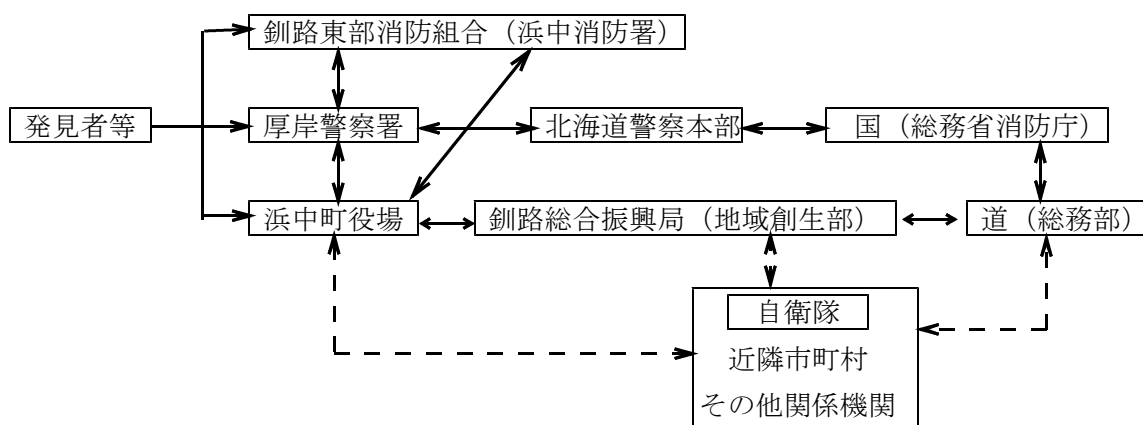 釧路東部消防組合（浜中消防署）
発見者等
厚岸警察署
北海道警察本部
国（総務省消防庁）
浜中町役場
釧路総合振興局（地域創生部）
道（総務部）
自衛隊
近隣市町村
その他関係機関